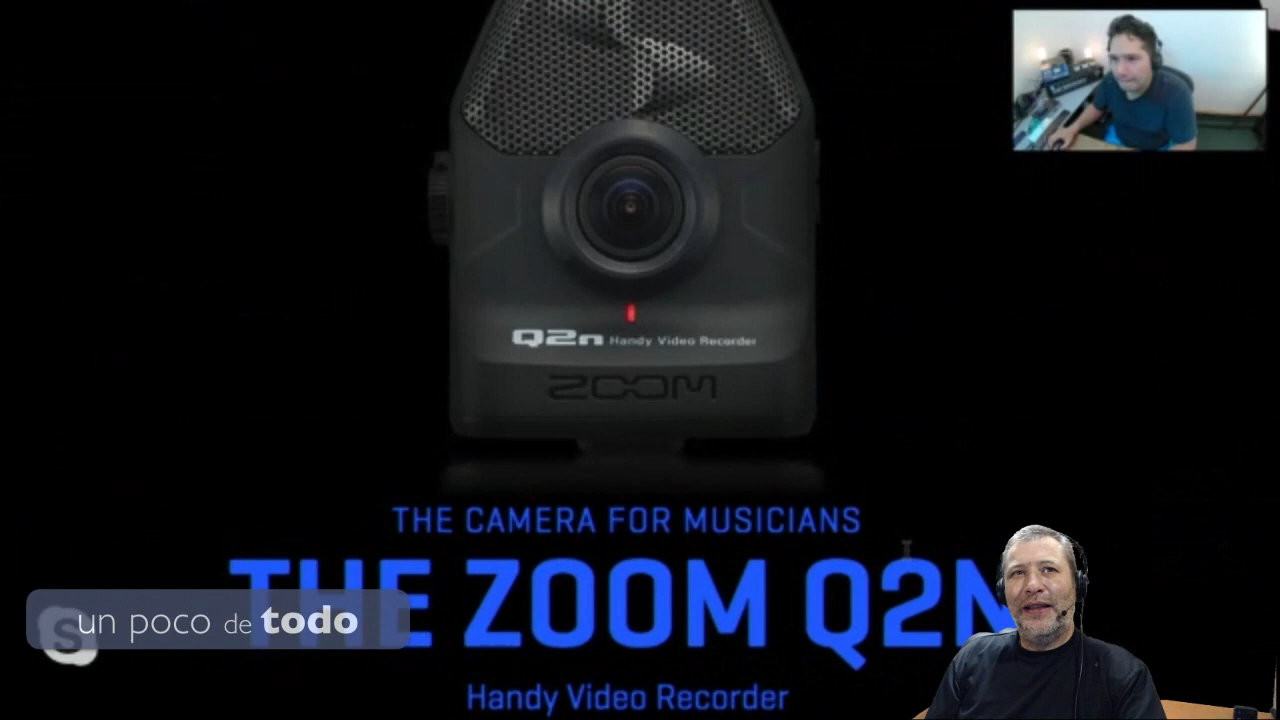 Q2n Handy Video Recorder
ZOOM
THE CAMERA FOR MUSICIANS
THE ZOOM Q2N
un poco de todo
S
Handy Video Recorder